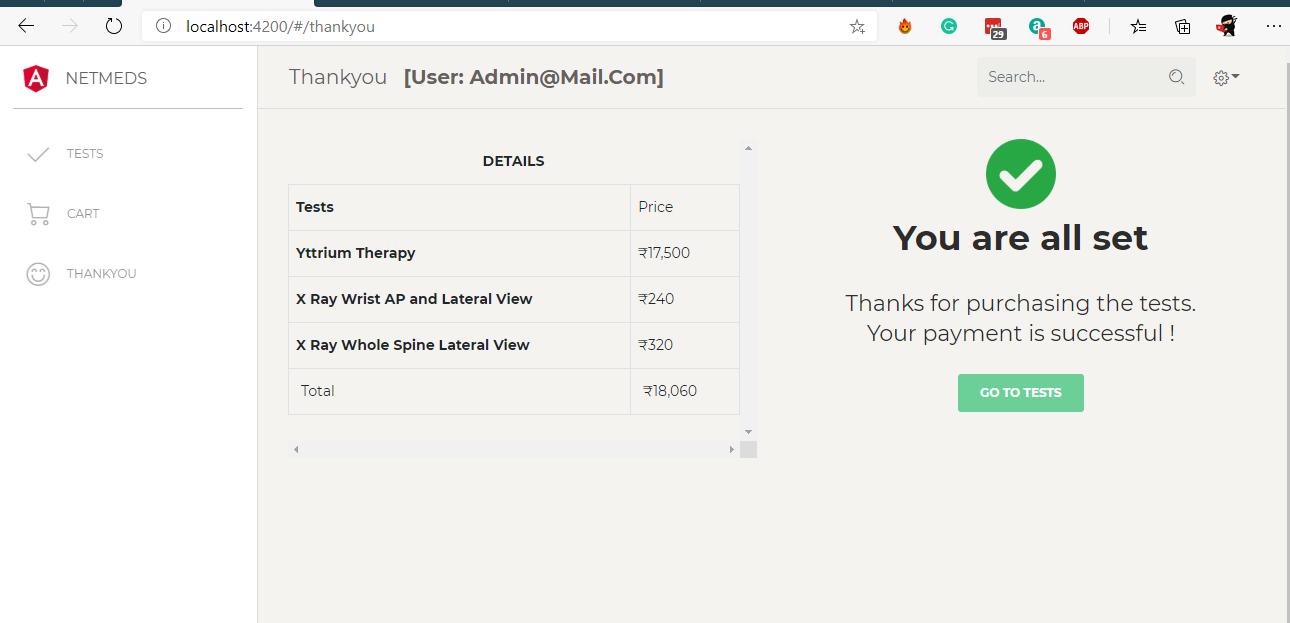 localhost:4200/#/thankyou
29
a
6
ABP
A
NETMEDS
Thankyou [User: Admin@Mail.Com]
Search...
TESTS
CART
THANKYOU
DETAILS
Tests Price
Yttrium Therapy ₹17,500
X Ray Wrist AP and Lateral View ₹240
X Ray Whole Spine Lateral View ₹320
Total ₹18,060
You are all set
Thanks for purchasing the tests.
Your payment is successful !
GO TO TESTS